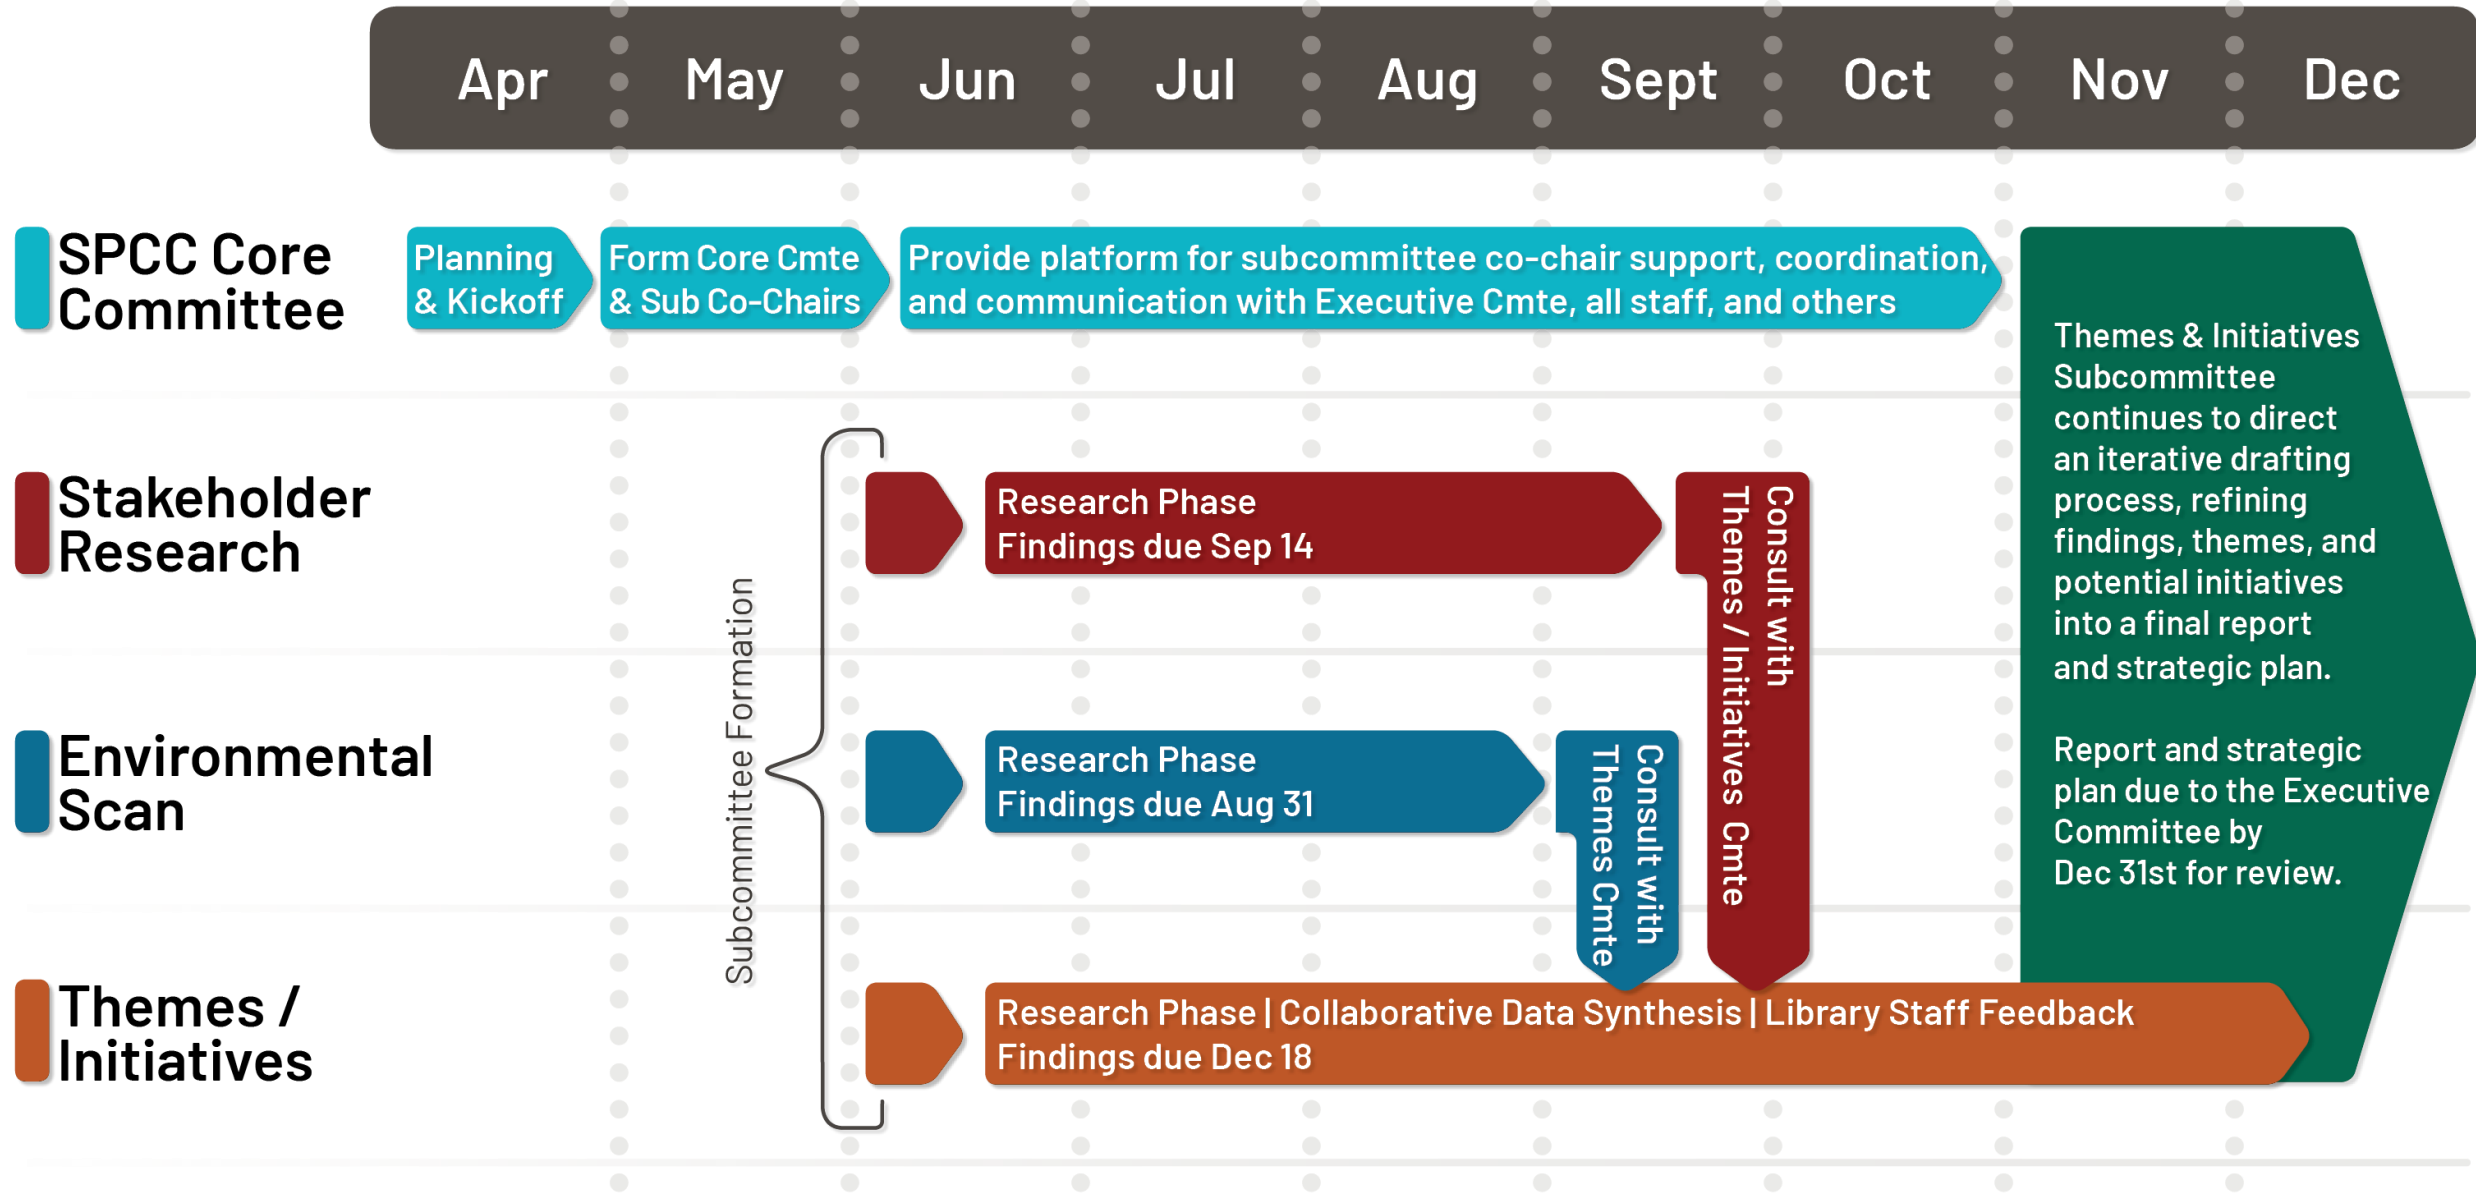 Apr May Jun Jul Aug Sept Oct Nov Dec
SPCC Core
Committee
Planning
& Kickoff
Form Core Cmte
& Sub Co-Chairs
Provide platform for subcommittee co-chair support, coordination,
and communication with Executive Cmte, all staff, and others
Stakeholder
Research
Subcommittee Formation
Research Phase
Findings due Sep 14
Consult with
Themes / Initiatives Cmte
Environmental
Scan
Research Phase
Findings due Aug 31
Consult with
Themes Cmte
Themes /
Initiatives
Research Phase | Collaborative Data Synthesis | Library Staff Feedback
Findings due Dec 18
Themes & Initiatives
Subcommittee
continues to direct
an iterative drafting
process, refining
findings, themes, and
potential initiatives
into a final report
and strategic plan.
Report and strategic
plan due to the Executive
Committee by
Dec 31st for review.